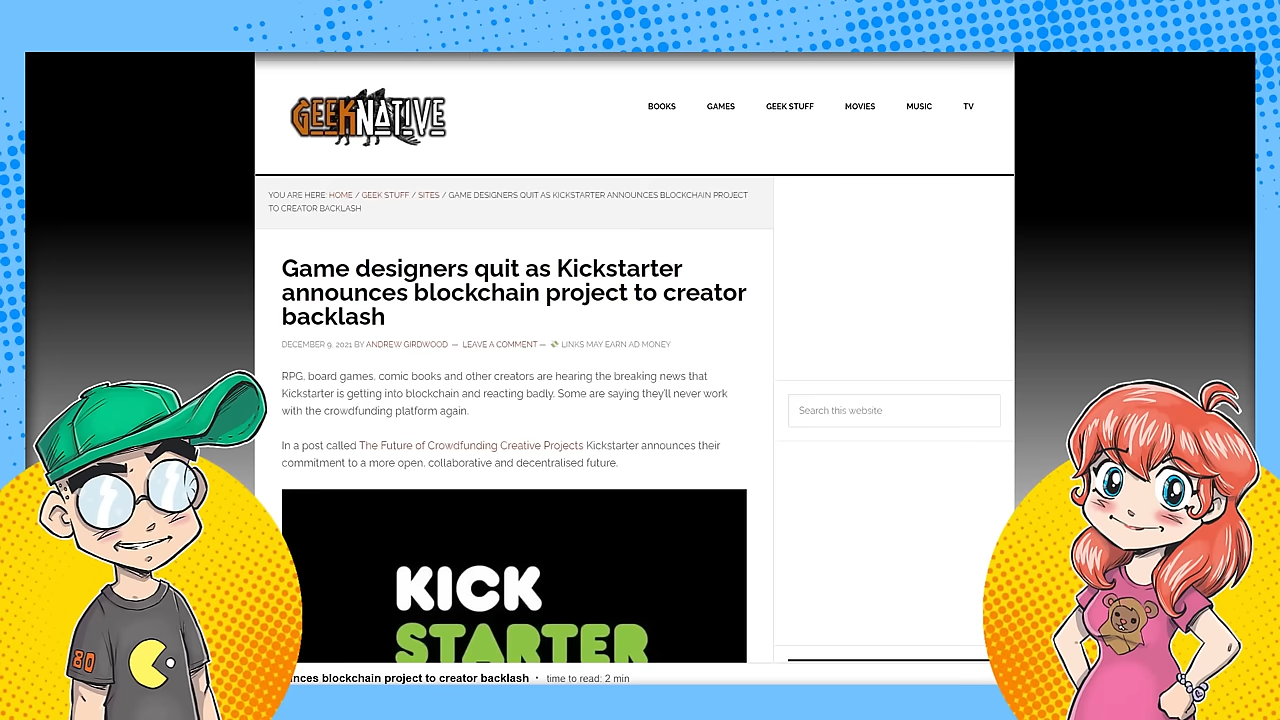 GEEKNATIVE
BOOKS GAMES GEEK STUFF MOVIES MUSIC TV
YOU ARE HERE: HOME / GEEK STUFF / SITES / GAME DESIGNERS QUIT AS KICKSTARTER ANNOUNCES BLOCKCHAIN PROJECT
TO CREATOR BACKLASH
Game designers quit as Kickstarter
announces blockchain project to creator
backlash
DECEMBER 9, 2021 BY ANDREW GIRDWOOD — LEAVE A COMMENT — LINKS MAY EARN AD MONEY
RPG, board games, comic books and other creators are hearing the breaking news that
Kickstarter is getting into blockchain and reacting badly. Some are saying they'll never work
with the crowdfunding platform again.
In a post called The Future of Crowdfunding Creative Projects Kickstarter announces their
commitment to a more open, collaborative and decentralised future.
Search this website
KICK
STARTER
80
nces blockchain project to creator backlash · time to read: 2 min